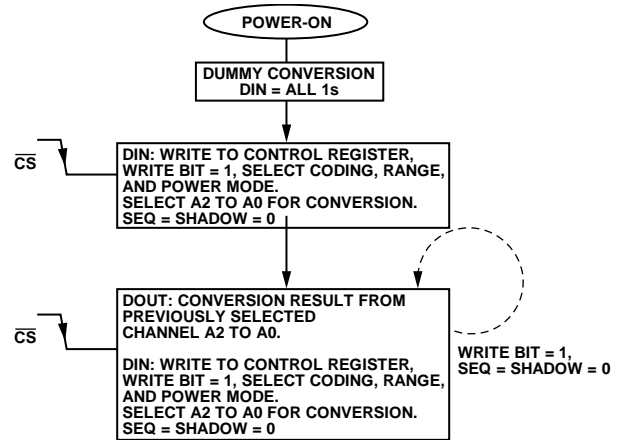 POWER-ON
DUMMY CONVERSION
DIN = ALL 1s
CS
DIN: WRITE TO CONTROL REGISTER,
WRITE BIT = 1, SELECT CODING, RANGE,
AND POWER MODE.
SELECT A2 TO A0 FOR CONVERSION.
SEQ = SHADOW = 0
CS
DOUT: CONVERSION RESULT FROM
PREVIOUSLY SELECTED
CHANNEL A2 TO A0.
DIN: WRITE TO CONTROL REGISTER,
WRITE BIT = 1, SELECT CODING, RANGE,
AND POWER MODE.
SELECT A2 TO A0 FOR CONVERSION.
SEQ = SHADOW = 0
WRITE BIT = 1,
SEQ = SHADOW = 0